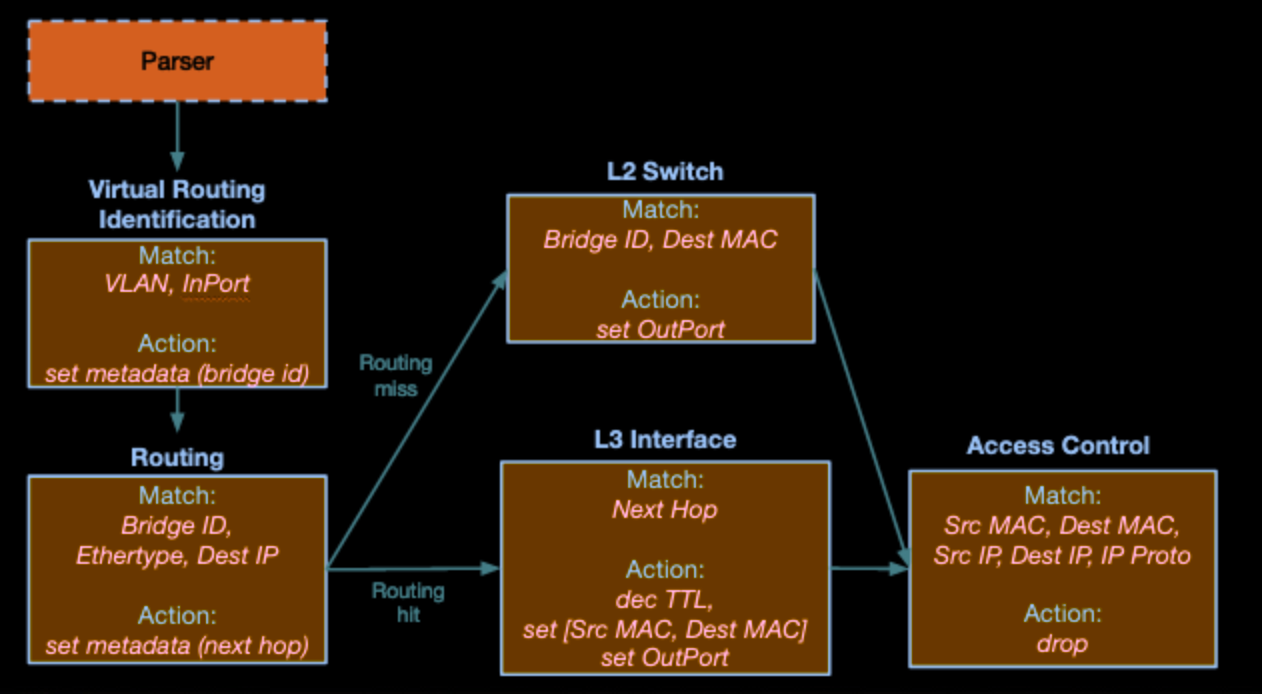 Parser
Virtual Routing
Identification
Match:
VLAN, InPort
Action:
set metadata (bridge id)
Routing
Match:
Bridge ID,
Ethertype, Dest IP
Action:
set metadata (next hop)
Routing
miss
Routing
hit
L2 Switch
Match:
Bridge ID, Dest MAC
Action:
set OutPort
L3 Interface
Match:
Next Hop
Action:
dec TTL,
set [Src MAC, Dest MAC]
set OutPort
Access Control
Match:
Src MAC, Dest MAC,
Src IP, Dest IP, IP Proto
Action:
drop